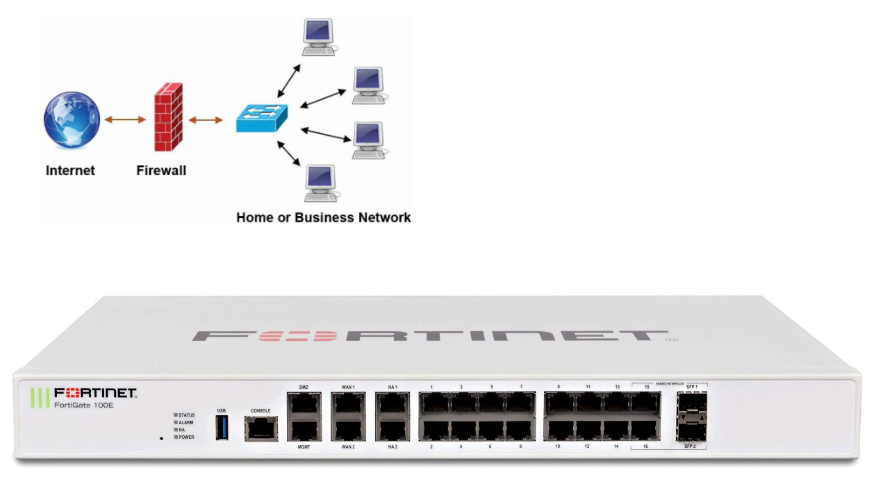 Internet
Firewall
Home or Business Network
FORTINET
FORTINET
FortiGate 100E
STATUS
ALARM
HA
POWER
USB
CONSOLE
DMZ
WAN 1
HA 1
1 3 5 7
9 11 13 15
SHARED INTERFACES
SFP 1
MGMT
WAN 2
HA 2
2 4 6 8
10 12 14 16
SFP 2